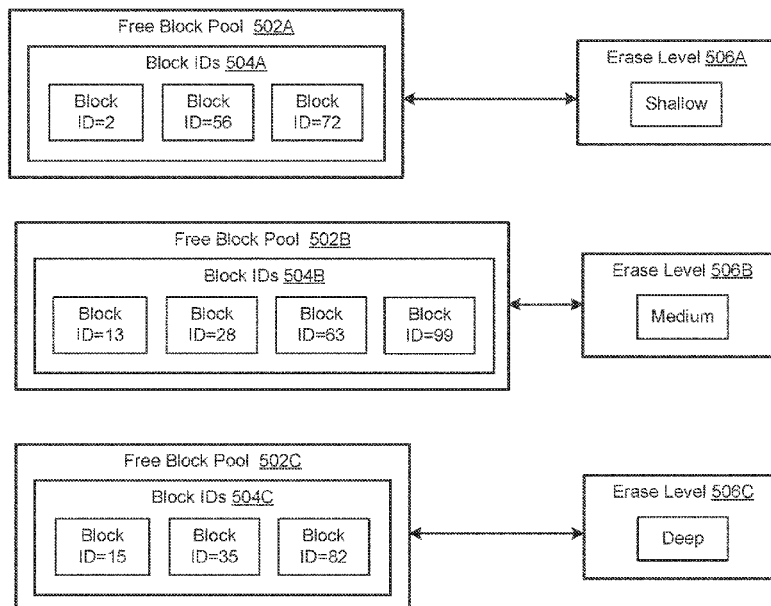 Free Block Pool 502A
Block IDs 504A
Block
ID=2
Block
ID=56
Block
ID=72
Erase Level 506A
Shallow
Free Block Pool 502B
Block IDs 504B
Block
ID=13
Block
ID=28
Block
ID=63
Block
ID=99
Erase Level 506B
Medium
Free Block Pool 502C
Block IDs 504C
Block
ID=15
Block
ID=35
Block
ID=82
Erase Level 506C
Deep